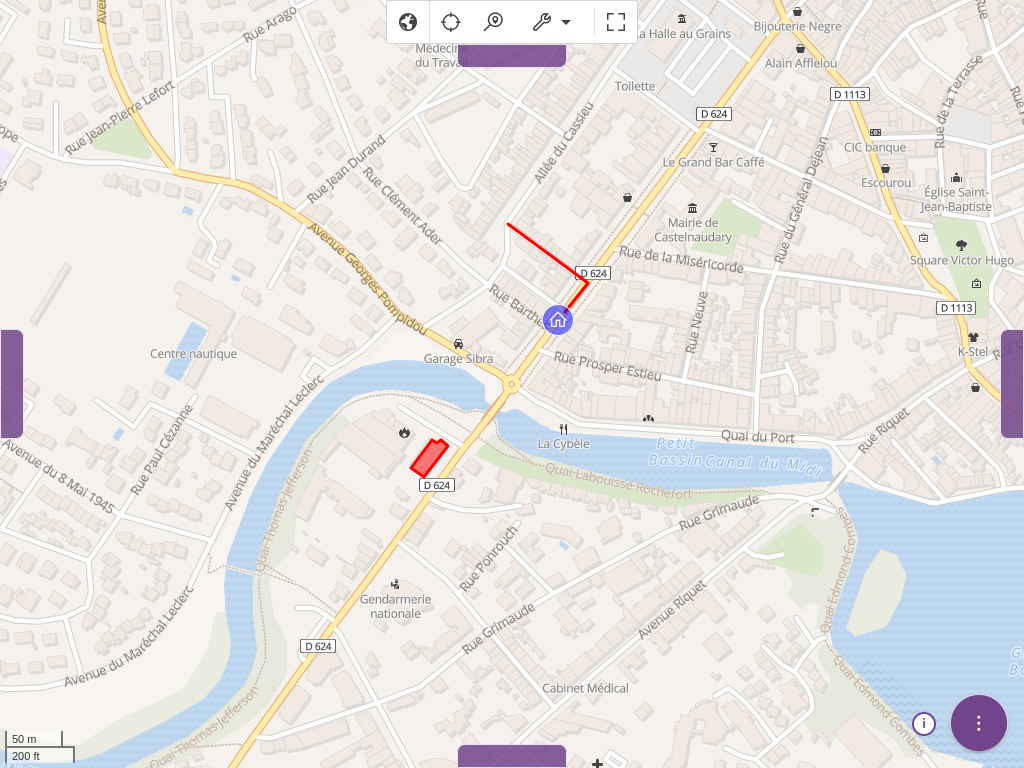 Rue Arago
Médecine
du Travail
La Halle au Grains
Bijouterie Negre
Alain Afflelou
Toilette
D 1113
D 624
Rue de la Terrasse
Rue Jean-Pierre Lefort
Rue Jean Durand
Allée du Cassieu
Le Grand Bar Caffé
CIC banque
Escourou
Église Saint-
Jean-Baptiste
Rue Clément Ader
Rue du Général Dejean
Mairie de
Castelnaudary
Square Victor Hugo
Avenue Georges Pompidou
Rue de la Miséricorde
D 624
Rue Barthé
Rue Neuve
D 1113
K-Stel
Centre nautique
Garage Sibra
Rue Prosper Estieu
Avenue du Maréchal Leclerc
Rue Paul Cézanne
La Cybèle
Quai du Port
Rue Riquet
Petit
Bassin
Canal du Midi
Avenue du 8 Mai 1945
Quai Thomas Jefferson
D 624
Quai Labouisse Rochefort
Rue Grimaude
Rue Ponrouch
Quai Edmond Combes
Gendarmerie
nationale
Avenue Riquet
Rue Grimaude
Avenue du Maréchal Leclerc
D 624
Quai Edmond Combes
Cabinet Médical
Quai Thomas Jefferson
i
50 m
200 ft